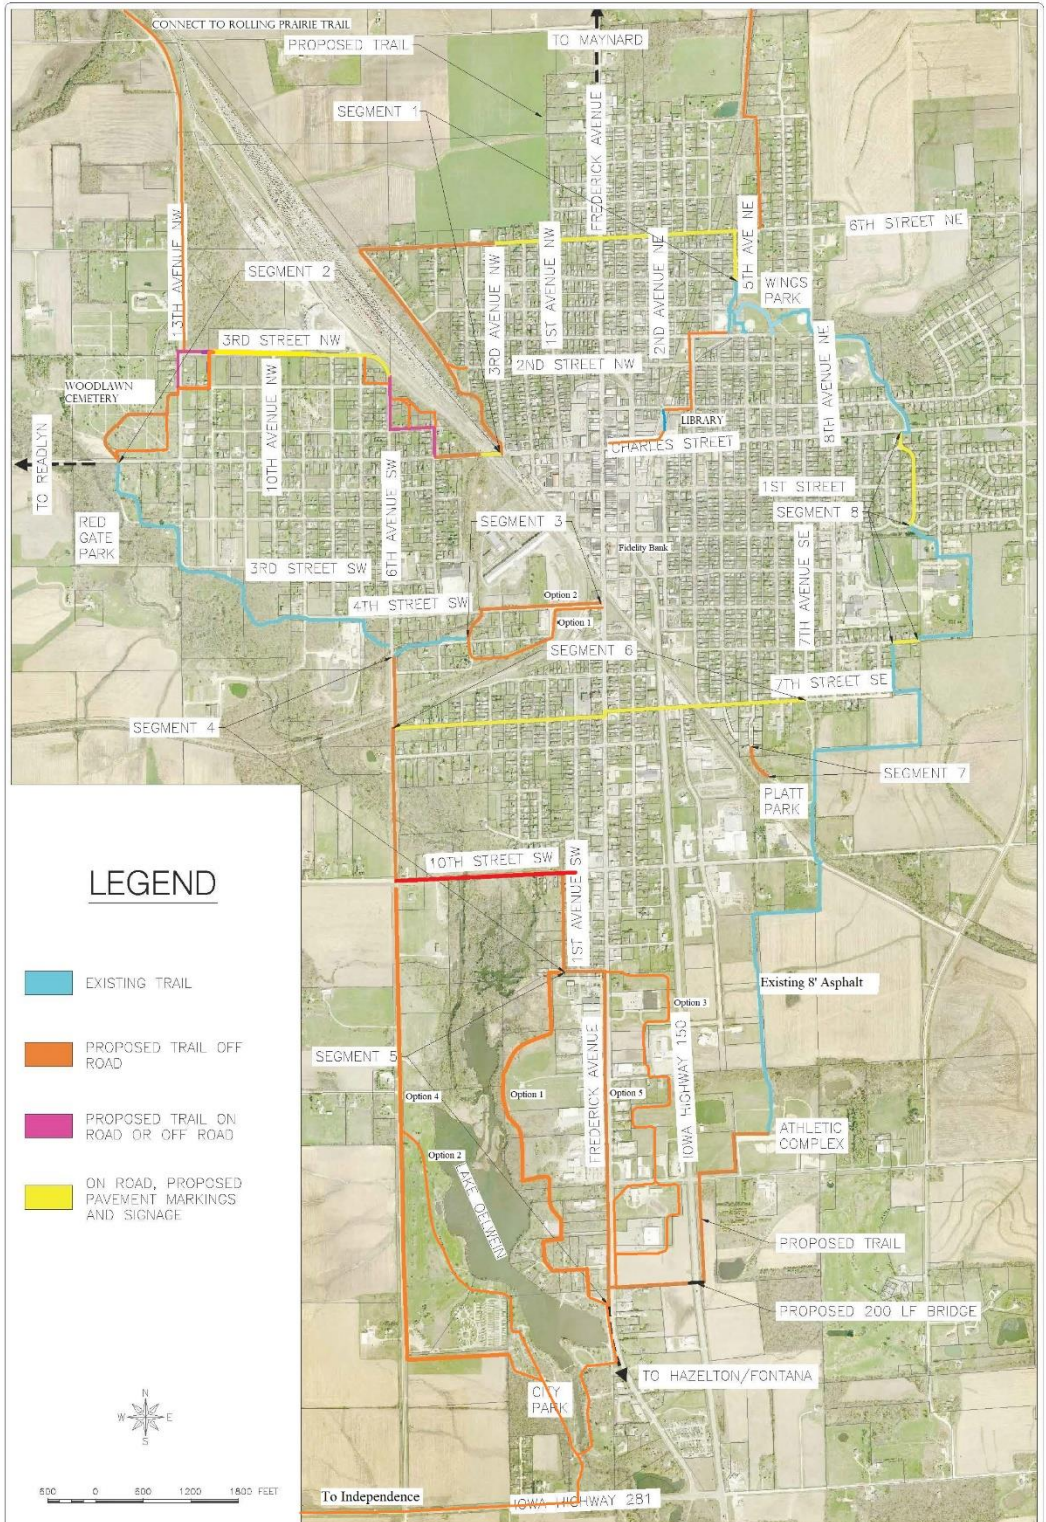 CONNECT TO ROLLING PRAIRIE TRAIL
PROPOSED TRAIL
TO MAYNARD
SEGMENT 1
FREDERICK AVENUE
6TH STREET NE
5TH AVE NE
13TH AVENUE NW
SEGMENT 2
WINGS
PARK
3RD AVENUE NW
1ST AVENUE NW
2ND AVENUE NE
3RD STREET NW
2ND STREET NW
8TH AVENUE NE
WOODLAWN
CEMETERY
10TH AVENUE NW
LIBRARY
CHARLES STREET
TO READLYN
6TH AVENUE SW
1ST STREET
SEGMENT 8
RED
GATE
PARK
SEGMENT 3
Fidelity Bank
3RD STREET SW
7TH AVENUE SE
4TH STREET SW
Option 2
Option 1
SEGMENT 6
7TH STREET SE
SEGMENT 4
SEGMENT 7
PLATT
PARK
10TH STREET SW
1ST AVENUE SW
LEGEND
EXISTING TRAIL
PROPOSED TRAIL OFF
ROAD
PROPOSED TRAIL ON
ROAD OR OFF ROAD
ON ROAD, PROPOSED
PAVEMENT MARKINGS
AND SIGNAGE
Existing 8' Asphalt
Option 3
SEGMENT 5
FREDERICK AVENUE
IOWA HIGHWAY 150
Option 4
Option 1
Option 5
ATHLETIC
COMPLEX
Option 2
LAKE OELWEIN
PROPOSED TRAIL
PROPOSED 200 LF BRIDGE
TO HAZELTON/FONTANA
CITY
PARK
N
W E
S
600 0 600 1200 1800 FEET
To Independence
IOWA HIGHWAY 281